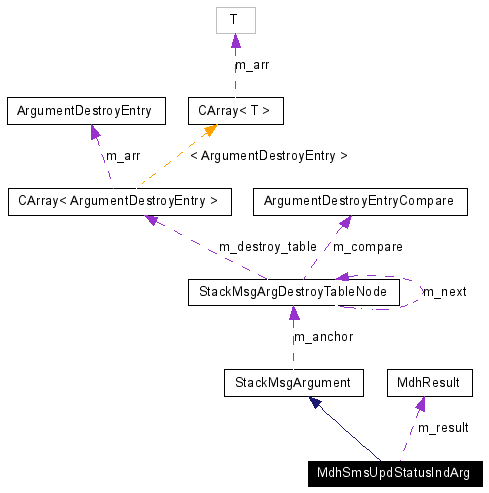 T
m_arr
ArgumentDestroyEntry
CArray< T >
m_arr
< ArgumentDestroyEntry >
CArray< ArgumentDestroyEntry >
ArgumentDestroyEntryCompare
m_destroy_table
m_compare
StackMsgArgDestroyTableNode
m_next
m_anchor
StackMsgArgument
MdhResult
m_result
MdhSmsUpdStatusIndArg